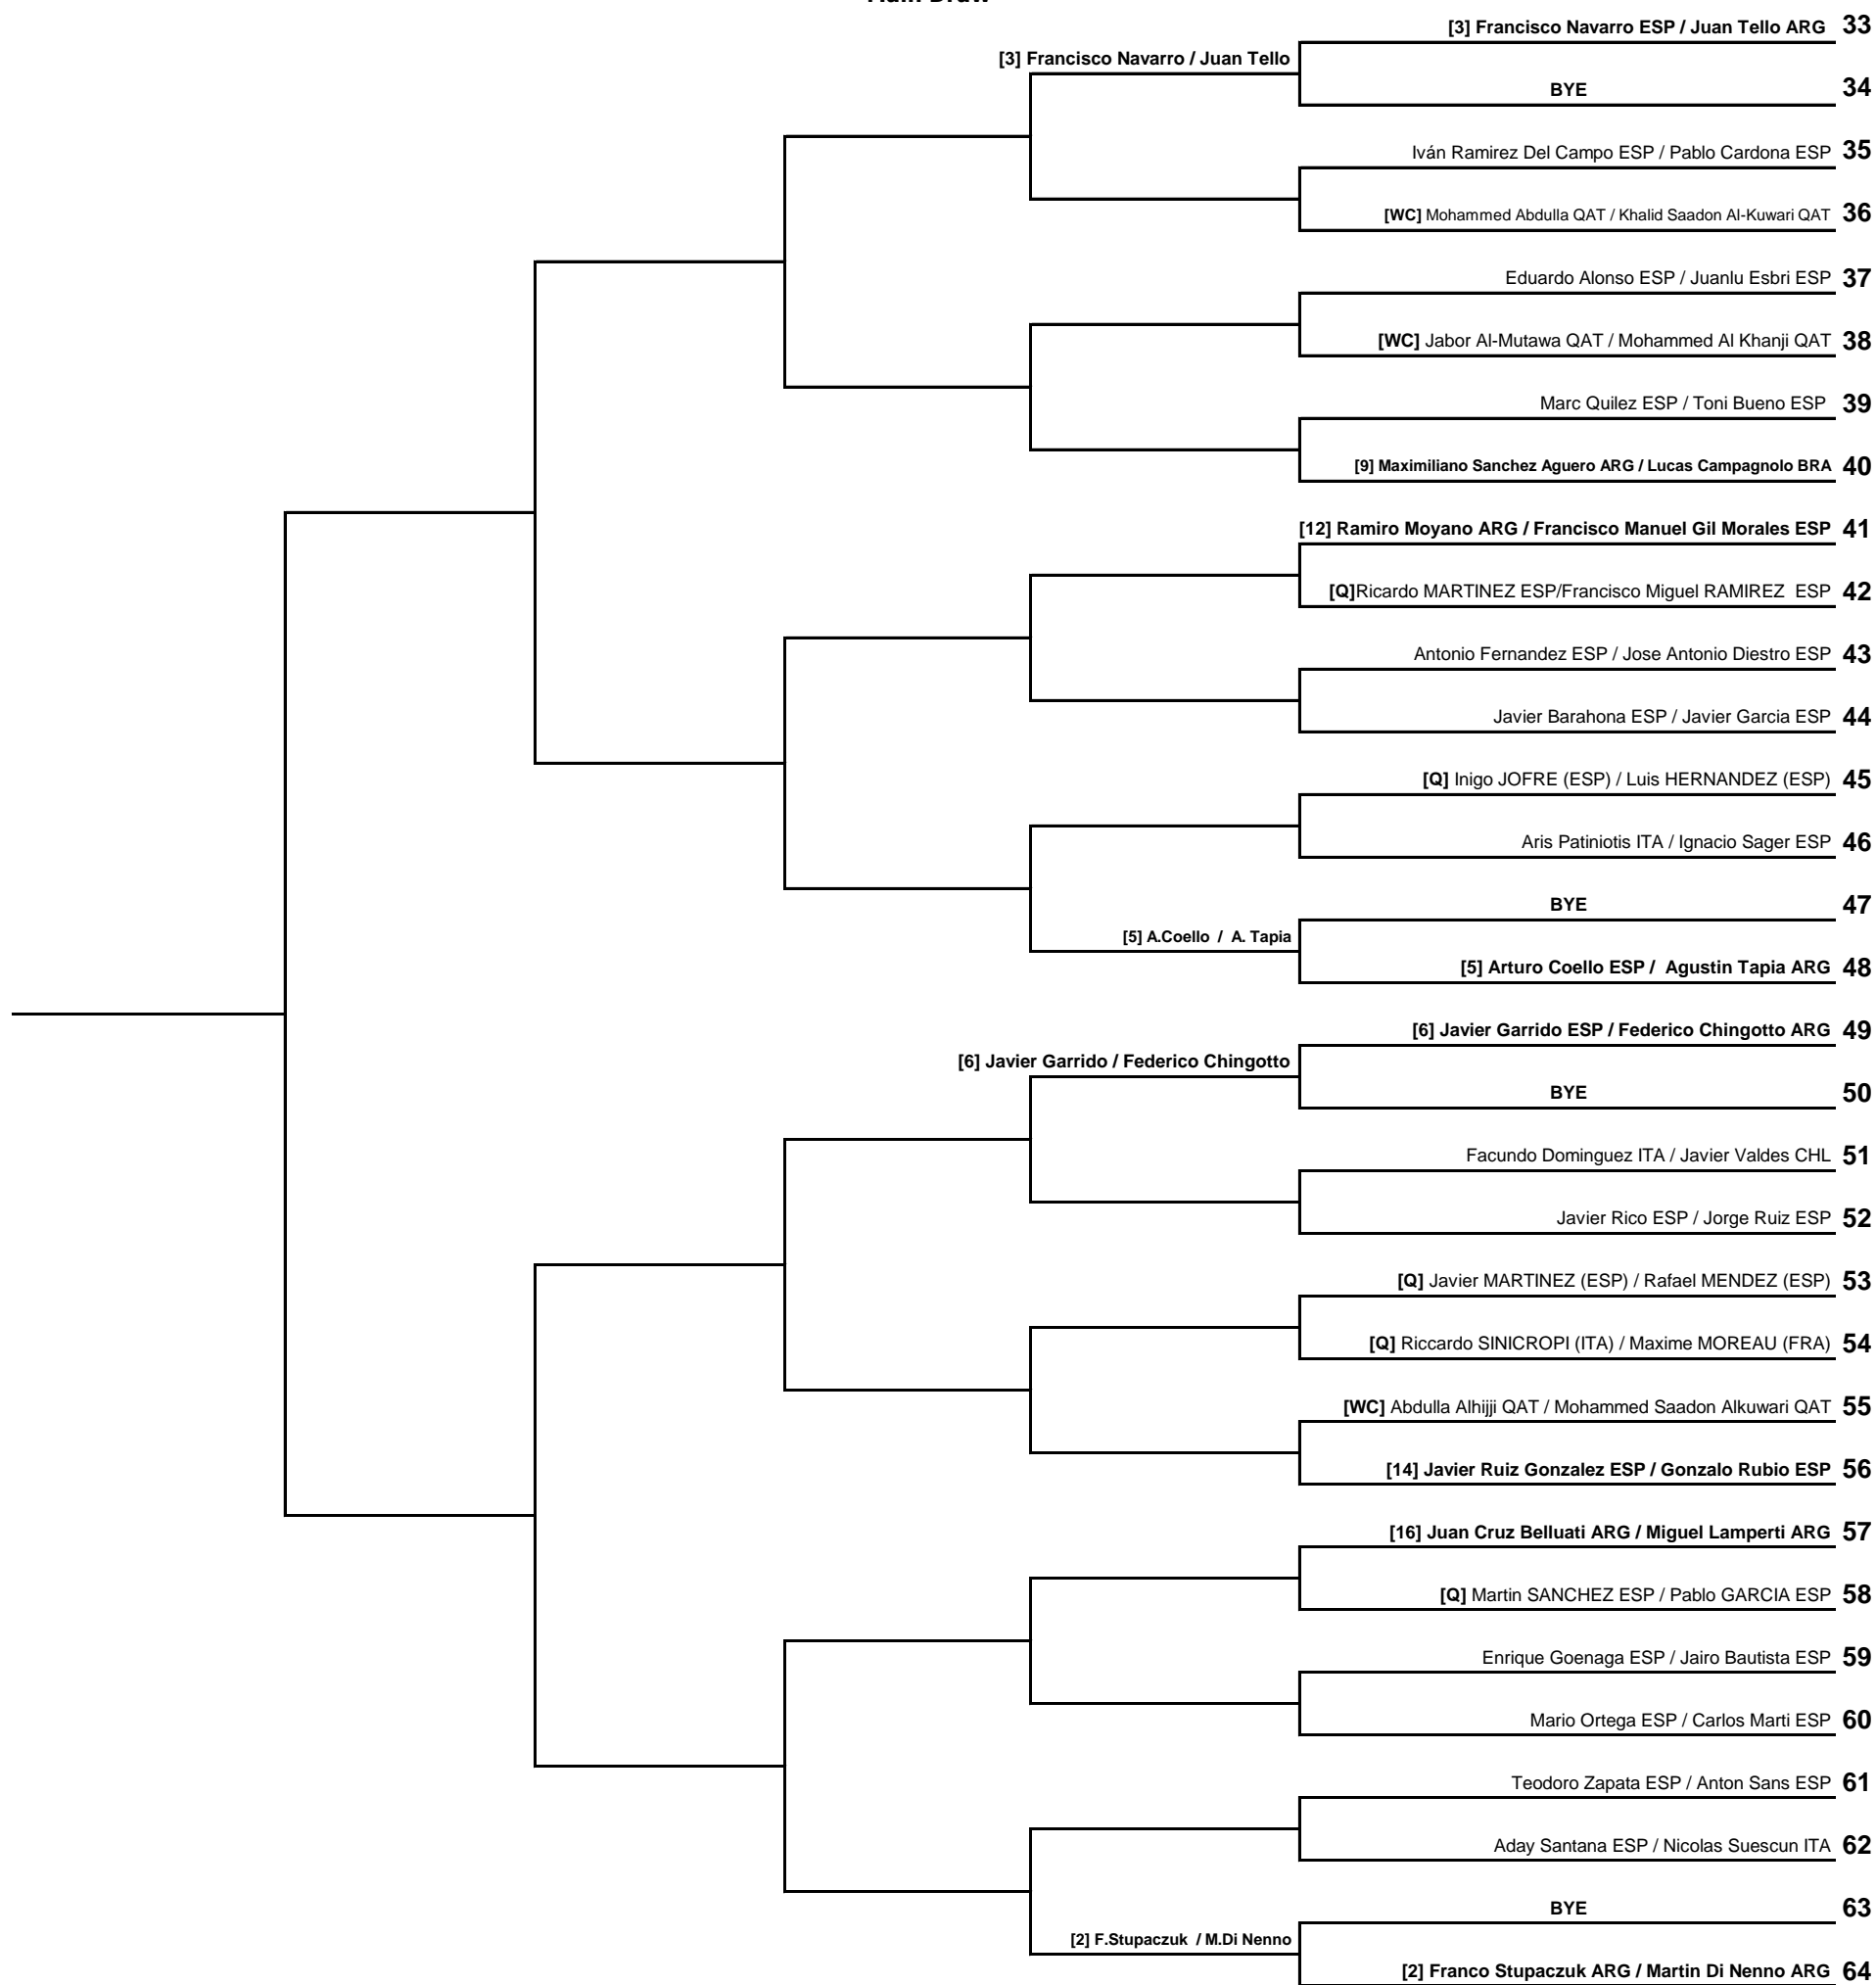 Main Draw
[3] Francisco Navarro ESP / Juan Tello ARG 33
[3] Francisco Navarro / Juan Tello
BYE 34
Iván Ramirez Del Campo ESP / Pablo Cardona ESP 35
[WC] Mohammed Abdulla QAT / Khalid Saadon Al-Kuwari QAT 36
Eduardo Alonso ESP / Juanlu Esbri ESP 37
[WC] Jabor Al-Mutawa QAT / Mohammed Al Khanji QAT 38
Marc Quilez ESP / Toni Bueno ESP 39
[9] Maximiliano Sanchez Aguero ARG / Lucas Campagnolo BRA 40
[12] Ramiro Moyano ARG / Francisco Manuel Gil Morales ESP 41
[Q]Ricardo MARTINEZ ESP/Francisco Miguel RAMIREZ ESP 42
Antonio Fernandez ESP / Jose Antonio Diestro ESP 43
Javier Barahona ESP / Javier Garcia ESP 44
[Q] Inigo JOFRE (ESP) / Luis HERNANDEZ (ESP) 45
Aris Patiniotis ITA / Ignacio Sager ESP 46
BYE 47
[5] A.Coello / A. Tapia
[5] Arturo Coello ESP / Agustin Tapia ARG 48
[6] Javier Garrido ESP / Federico Chingotto ARG 49
[6] Javier Garrido / Federico Chingotto
BYE 50
Facundo Dominguez ITA / Javier Valdes CHL 51
Javier Rico ESP / Jorge Ruiz ESP 52
[Q] Javier MARTINEZ (ESP) / Rafael MENDEZ (ESP) 53
[Q] Riccardo SINICROPI (ITA) / Maxime MOREAU (FRA) 54
[WC] Abdulla Alhijji QAT / Mohammed Saadon Alkuwari QAT 55
[14] Javier Ruiz Gonzalez ESP / Gonzalo Rubio ESP 56
[16] Juan Cruz Belluati ARG / Miguel Lamperti ARG 57
[Q] Martin SANCHEZ ESP / Pablo GARCIA ESP 58
Enrique Goenaga ESP / Jairo Bautista ESP 59
Mario Ortega ESP / Carlos Marti ESP 60
Teodoro Zapata ESP / Anton Sans ESP 61
Aday Santana ESP / Nicolas Suescun ITA 62
BYE 63
[2] F.Stupaczuk / M.Di Nenno
[2] Franco Stupaczuk ARG / Martin Di Nenno ARG 64